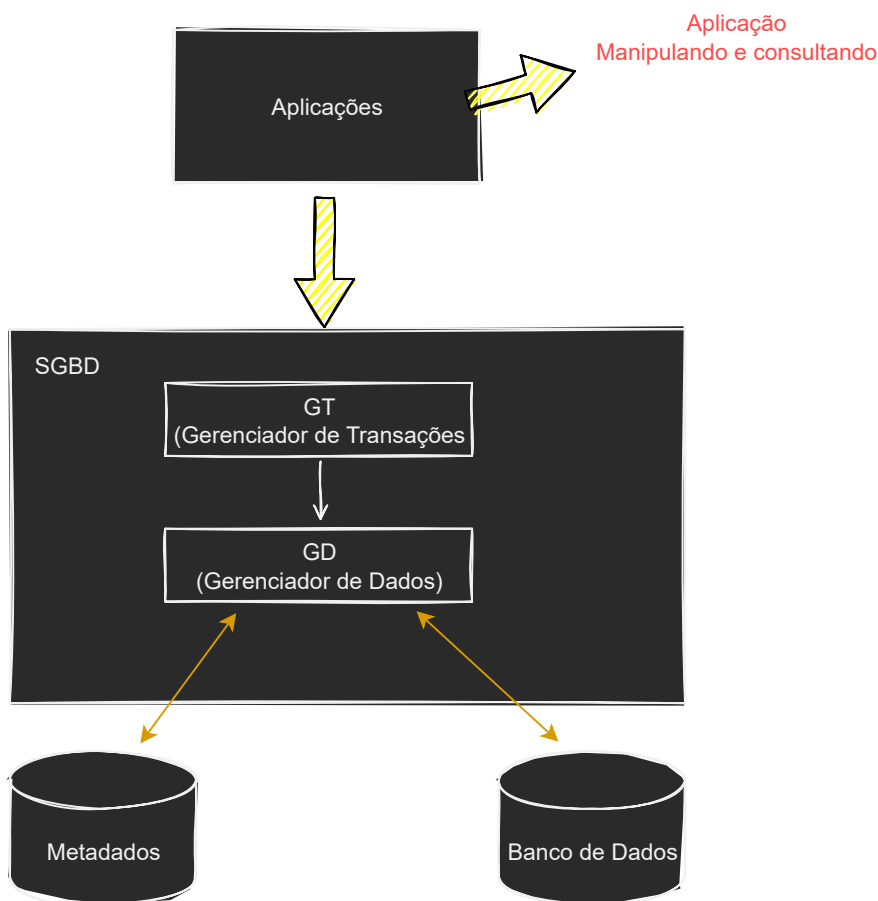 Aplicação
Manipulando e consultando
Aplicações
SGBD
GT
(Gerenciador de Transações
GD
(Gerenciador de Dados)
Metadados
Banco de Dados